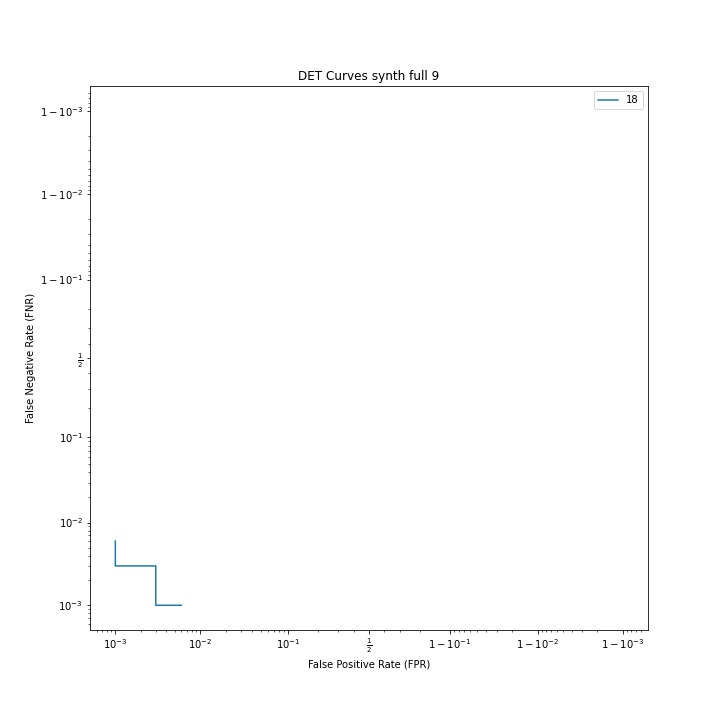 DET Curves synth full 9
18
1 − 10⁻³
1 − 10⁻²
1 − 10⁻¹
½
10⁻¹
10⁻²
10⁻³
False Negative Rate (FNR)
10⁻³ 10⁻² 10⁻¹ ½ 1 − 10⁻¹ 1 − 10⁻² 1 − 10⁻³
False Positive Rate (FPR)